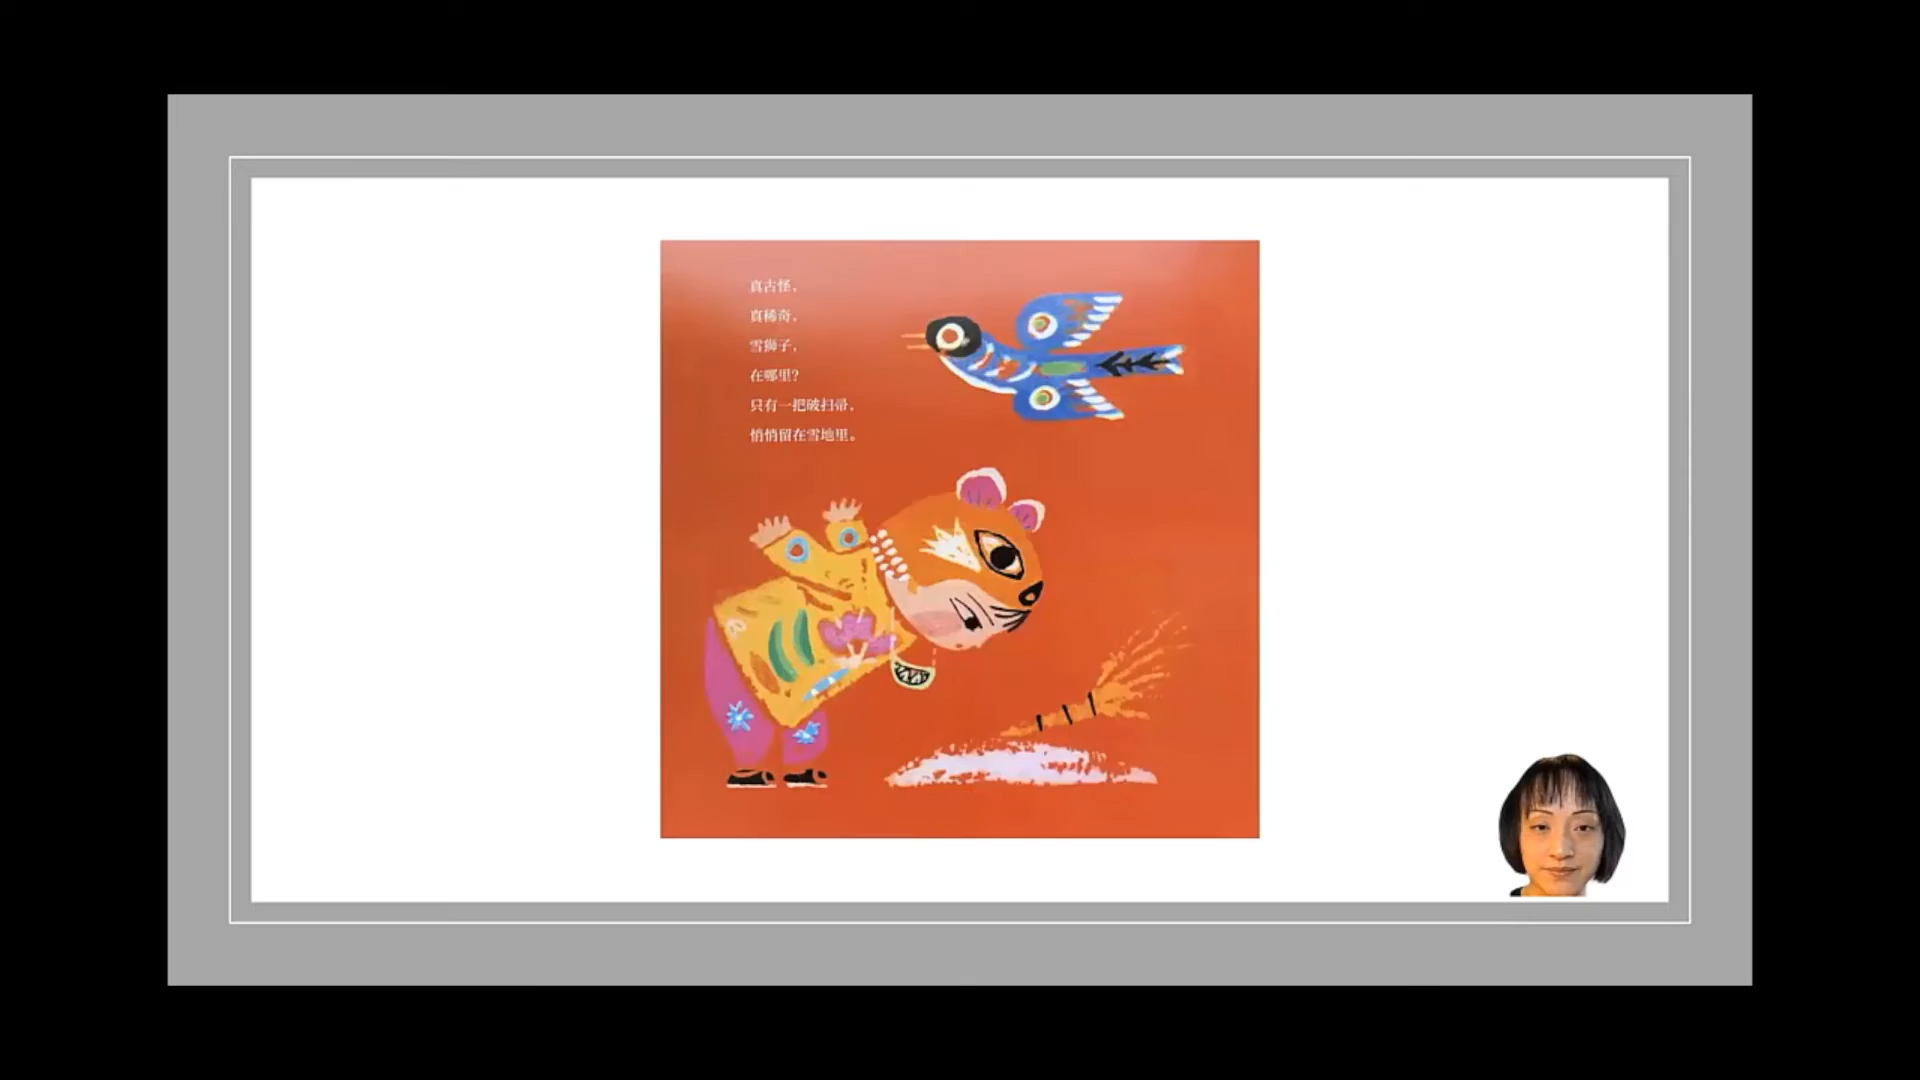 真古怪，
真稀奇，
雪狮子，
在哪里？
只有一把破扫帚，
悄悄留在雪地里。